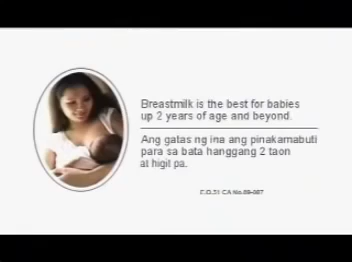 Breastmilk is the best for babies
up 2 years of age and beyond.
Ang gatas ng ina ang pinakamabuti
para sa bata hanggang 2 taon
at higit pa.